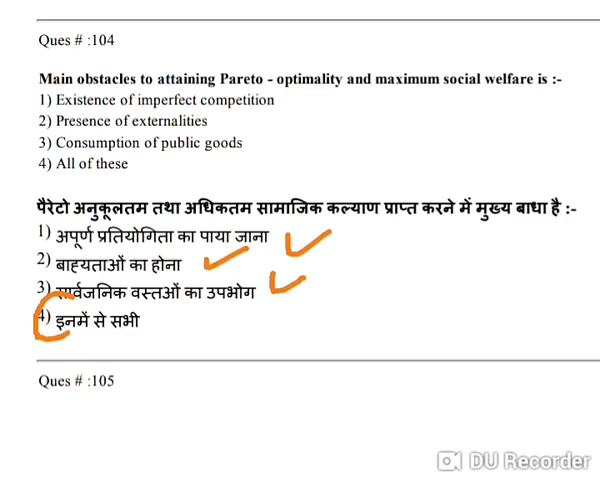 Ques # :104
Main obstacles to attaining Pareto - optimality and maximum social welfare is :-
1) Existence of imperfect competition
2) Presence of externalities
3) Consumption of public goods
4) All of these
पैरेटो अनुकूलतम तथा अधिकतम सामाजिक कल्याण प्राप्त करने में मुख्य बाधा है :-
1) अपूर्ण प्रतियोगिता का पाया जाना
2) बाह्यताओं का होना
3) सार्वजनिक वस्तओं का उपभोग
4) इनमें से सभी
Ques # :105
DU Recorder